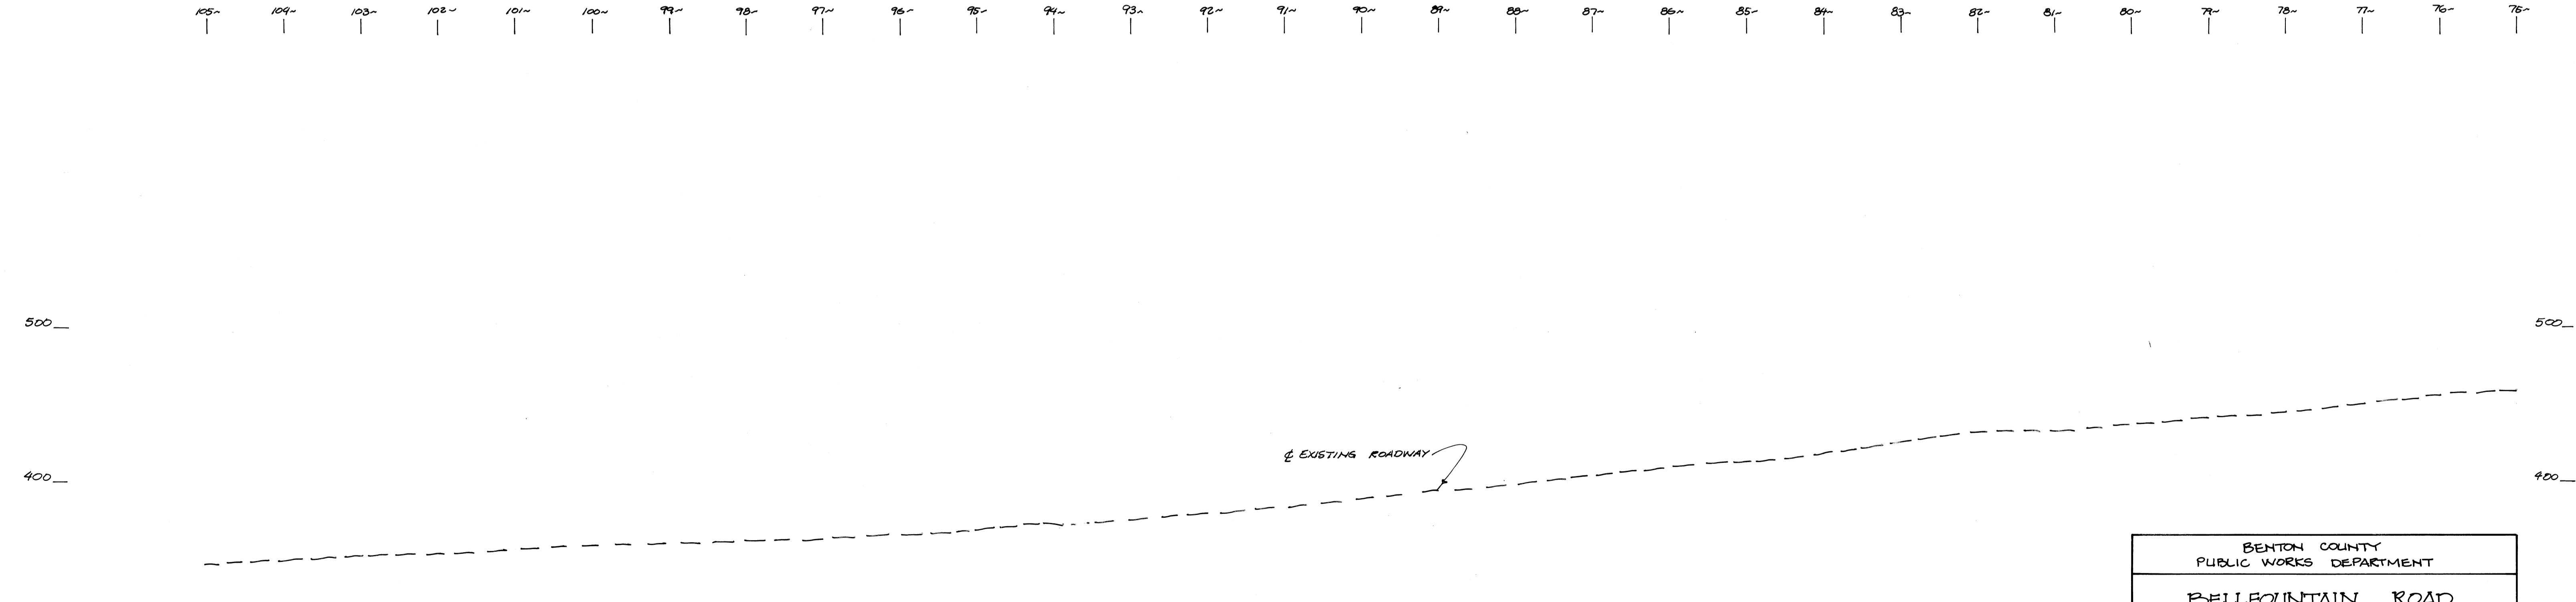 105~ 104~ 103~ 102~ 101~ 100~ 99~ 98~ 97~ 96~ 95~ 94~ 93~ 92~ 91~ 90~ 89~ 88~ 87~ 86~ 85~ 84~ 83~ 82~ 81~ 80~ 79~ 78~ 77~ 76~ 75~
500 500
℄ EXISTING ROADWAY
400 400
BENTON COUNTY
PUBLIC WORKS DEPARTMENT
BELLFOUNTAIN ROAD